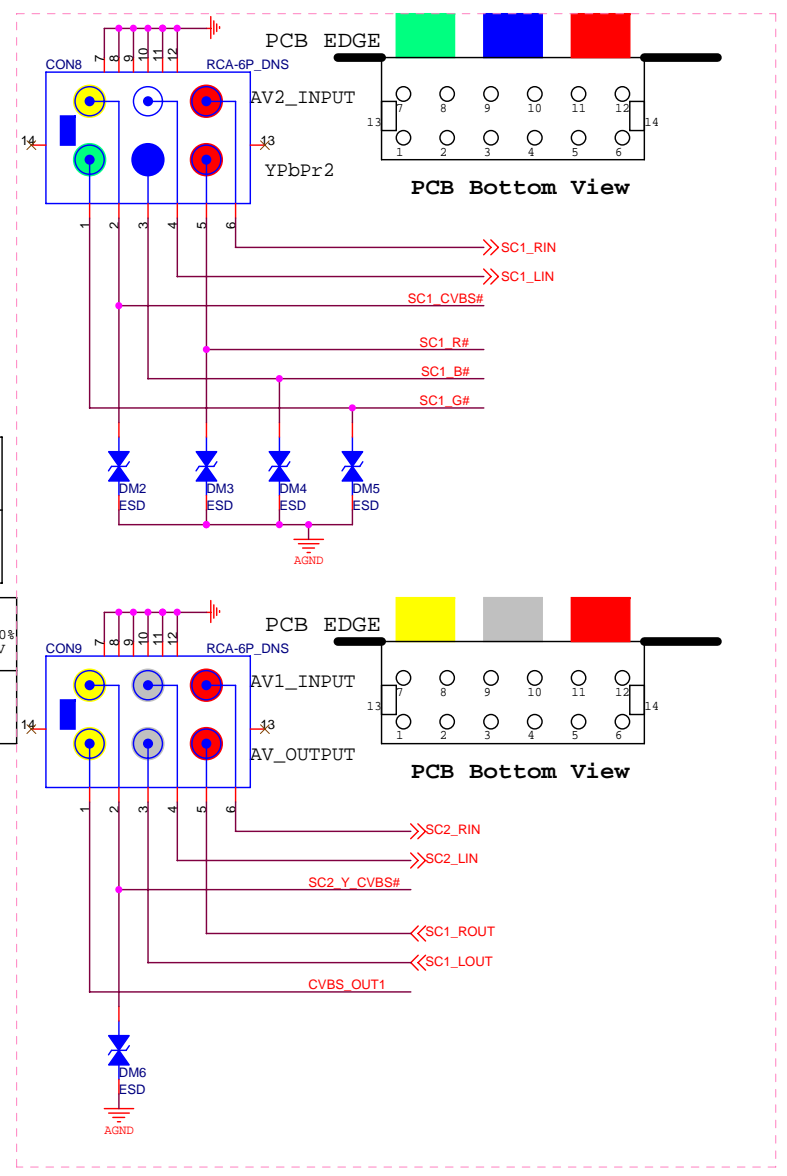 PCB EDGE
7 8 9 10 11 12
CON8 RCA-6P_DNS
AV2_INPUT
7 8 9 10 11 12
13 14
14 13
YPbPr2
1 2 3 4 5 6
PCB Bottom View
1 2 3 4 5 6
SC1_RIN
SC1_LIN
SC1_CVBS#
SC1_R#
SC1_B#
SC1_G#
DM2 DM3 DM4 DM5
ESD ESD ESD ESD
AGND
0%
V
PCB EDGE
7 8 9 10 11 12
CON9 RCA-6P_DNS
AV1_INPUT
7 8 9 10 11 12
13 14
14 13
1 2 3 4 5 6
AV_OUTPUT
PCB Bottom View
1 2 3 4 5 6
SC2_RIN
SC2_LIN
SC2_Y_CVBS#
SC1_ROUT
SC1_LOUT
CVBS_OUT1
DM6
ESD
AGND